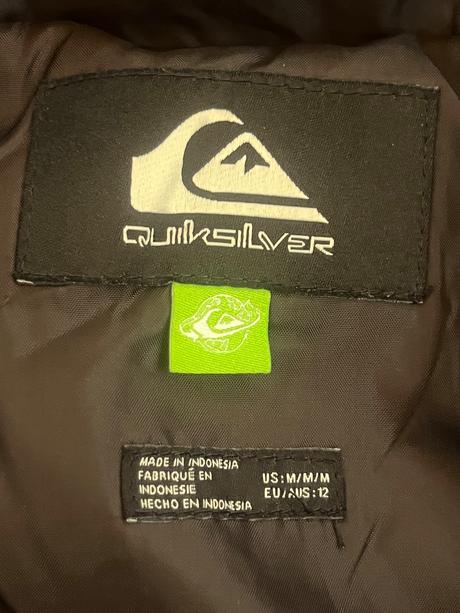 QUIKSILVER
MADE IN INDONESIA
FABRIQUÉ EN
INDONESIE
HECHO EN INDONESIA
US:M/M/M
EU/AUS:12